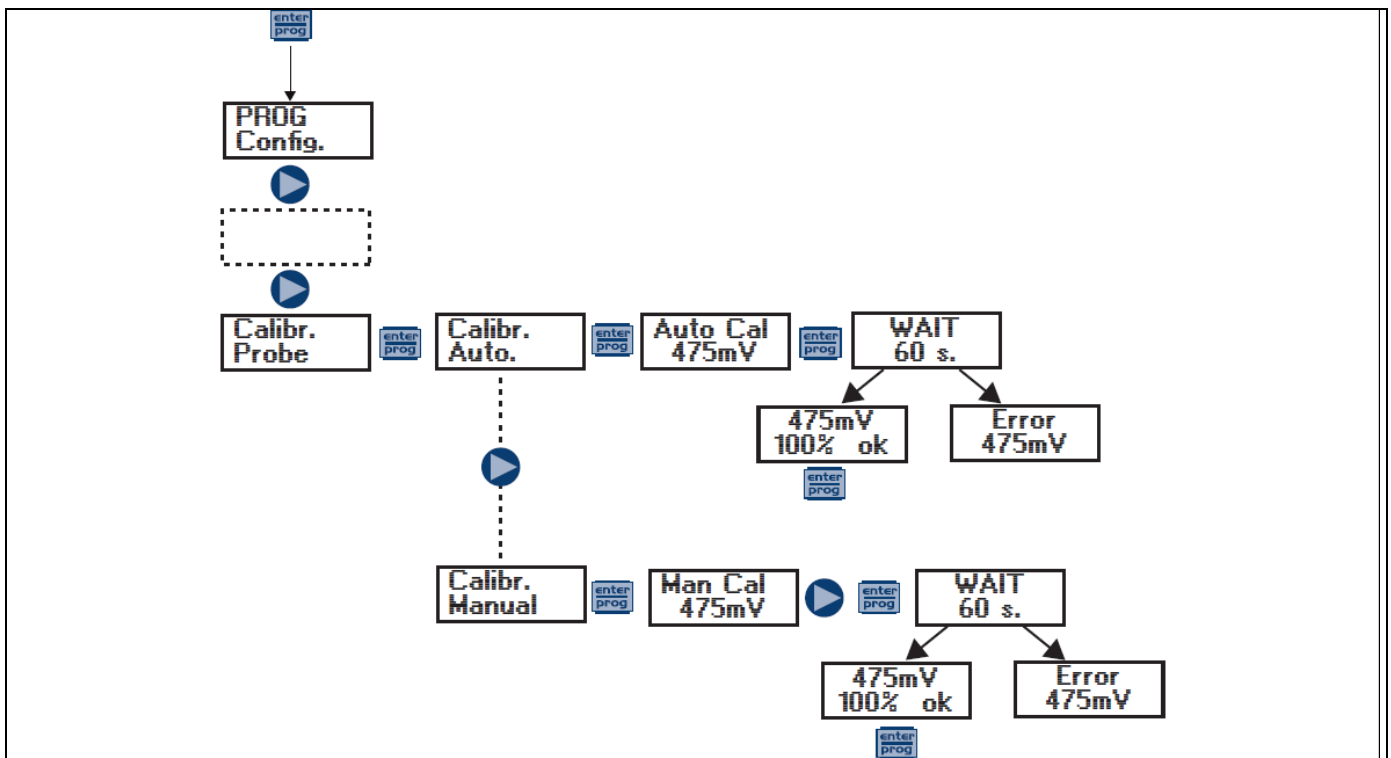 enter
prog
PROG
Config.
Calibr.
Probe
enter
prog
Calibr.
Auto.
enter
prog
Auto Cal
475mV
enter
prog
WAIT
60 s.
475mV
100% ok
enter
prog
Error
475mV
Calibr.
Manual
enter
prog
Man Cal
475mV
enter
prog
WAIT
60 s.
475mV
100% ok
enter
prog
Error
475mV